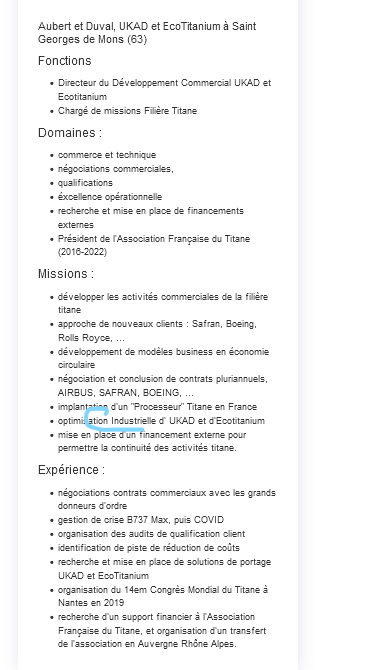 Aubert et Duval, UKAD et EcoTitanium à Saint
Georges de Mons (63)
Fonctions
• Directeur du Développement Commercial UKAD et
Ecotitanium
• Chargé de missions Filière Titane
Domaines :
• commerce et technique
• négociations commerciales,
• qualifications
• éxcellence opérationnelle
• recherche et mise en place de financements
externes
• Président de l'Association Française du Titane
(2016-2022)
Missions :
• développer les activités commerciales de la filière
titane
• approche de nouveaux clients : Safran, Boeing,
Rolls Royce, ...
• développement de modèles business en économie
circulaire
• négociation et conclusion de contrats pluriannuels,
AIRBUS, SAFRAN, BOEING, ...
• implantation d'un "Processeur" Titane en France
• optimisation Industrielle d' UKAD et d'Ecotitanium
• mise en place d'un financement externe pour
permettre la continuité des activités titane.
Expérience :
• négociations contrats commerciaux avec les grands
donneurs d'ordre
• gestion de crise B737 Max, puis COVID
• organisation des audits de qualification client
• identification de piste de réduction de coûts
• recherche et mise en place de solutions de portage
UKAD et EcoTitanium
• organisation du 14em Congrès Mondial du Titane à
Nantes en 2019
• recherche d'un support financier à l'Association
Française du Titane, et organisation d'un transfert
de l'association en Auvergne Rhône Alpes.